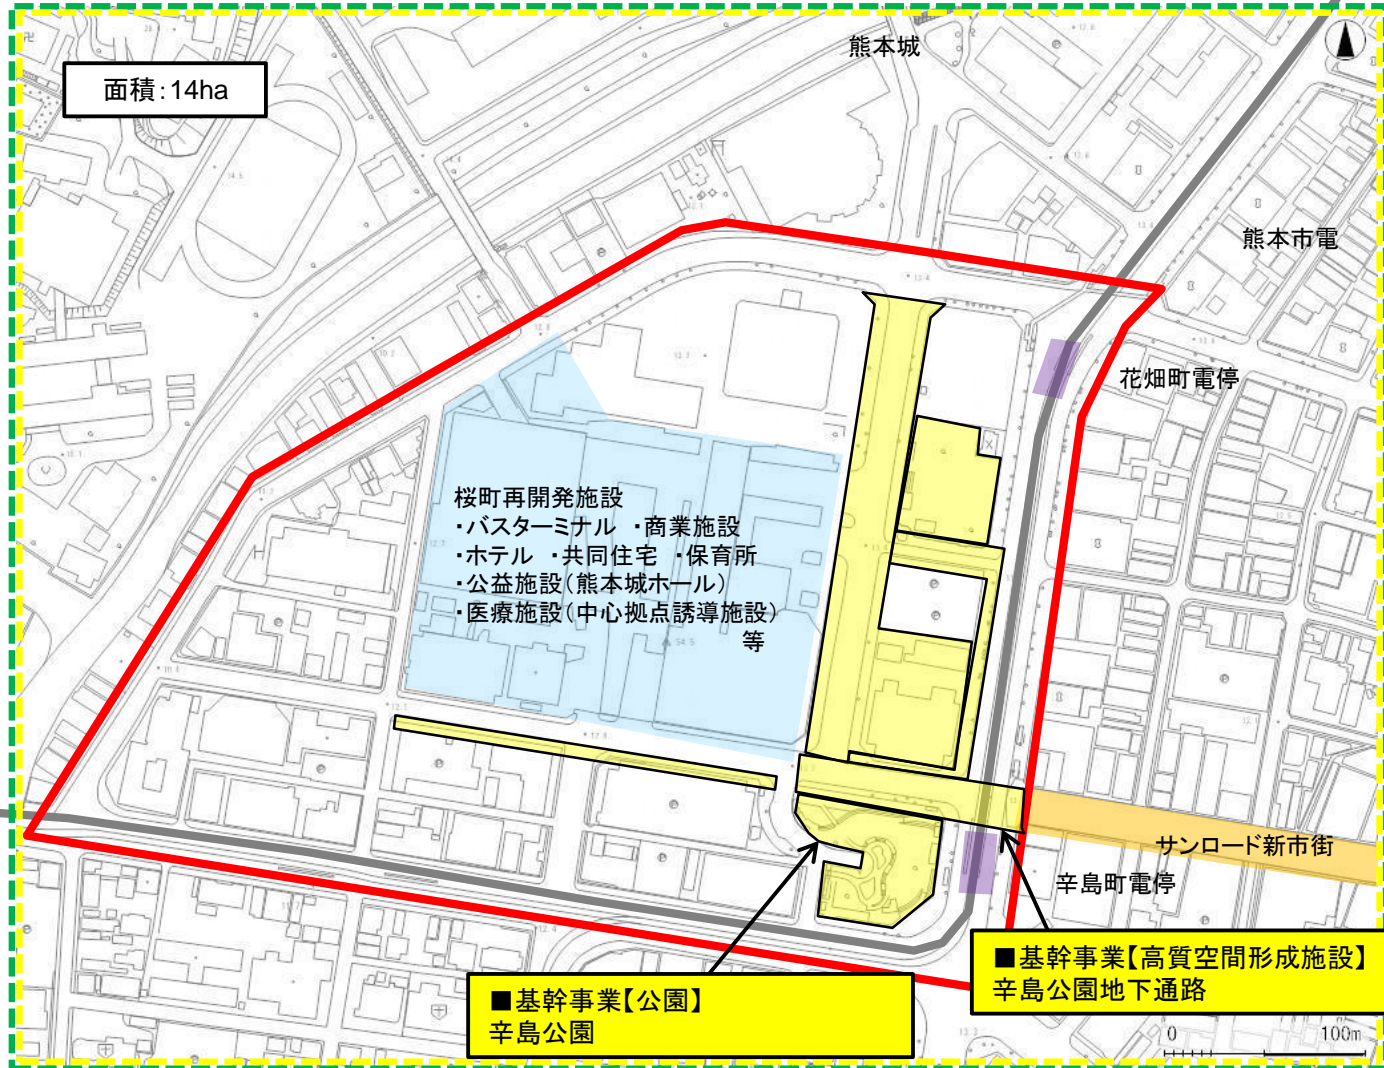 熊本城
面積：14ha
熊本市電
花畑町電停
桜町再開発施設
・バスターミナル ・商業施設
・ホテル ・共同住宅 ・保育所
・公益施設（熊本城ホール）
・医療施設（中心拠点誘導施設）
等
サンロード新市街
辛島町電停
■基幹事業【高質空間形成施設】
辛島公園地下通路
■基幹事業【公園】
辛島公園
0 100m